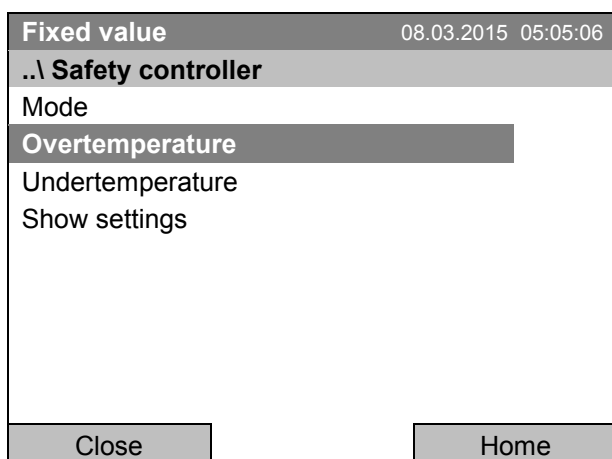 Fixed value 08.03.2015 05:05:06
..\ Safety controller
Mode
Overtemperature
Undertemperature
Show settings
Close Home